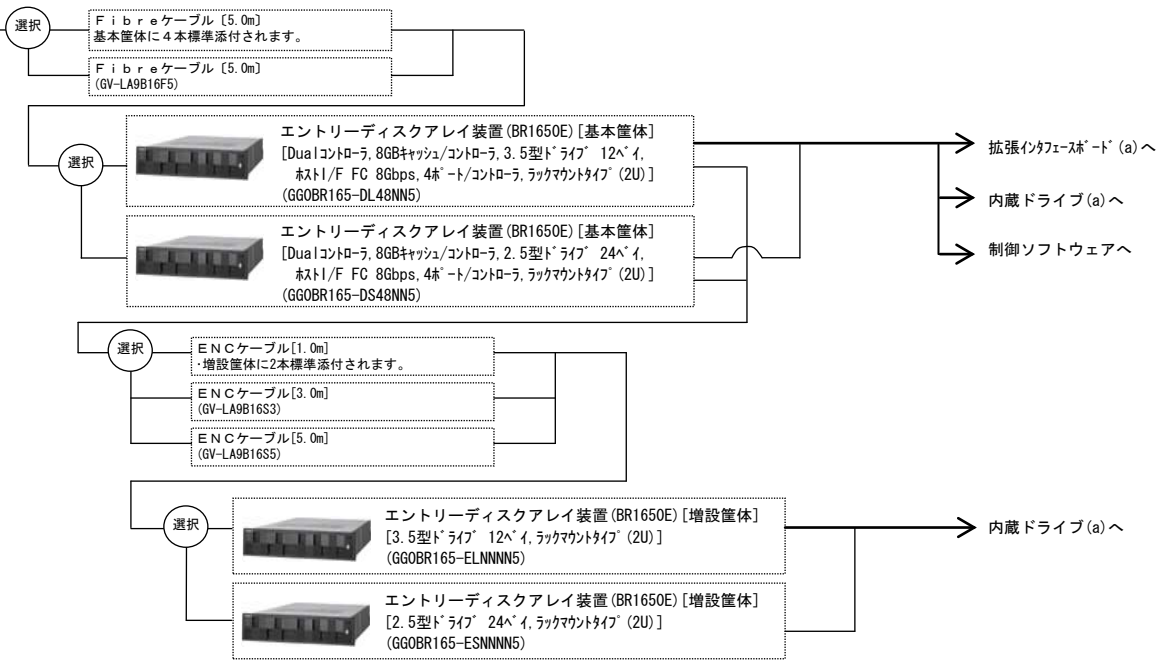 選択
Ｆｉｂｒｅケーブル〔5.0m〕
基本筐体に４本標準添付されます。
Ｆｉｂｒｅケーブル〔5.0m〕
(GV-LA9B16F5)
選択
エントリーディスクアレイ装置(BR1650E)[基本筐体]
[Dualｺﾝﾄﾛｰﾗ,8GBｷｬｯｼｭ/ｺﾝﾄﾛｰﾗ,3.5型ﾄﾞﾗｲﾌﾞ 12ﾍﾞｲ,
ﾎｽﾄI/F FC 8Gbps,4ﾎﾟｰﾄ/ｺﾝﾄﾛｰﾗ,ﾗｯｸﾏｳﾝﾄﾀｲﾌﾟ(2U)]
(GGOBR165-DL48NN5)
エントリーディスクアレイ装置(BR1650E)[基本筐体]
[Dualｺﾝﾄﾛｰﾗ,8GBｷｬｯｼｭ/ｺﾝﾄﾛｰﾗ,2.5型ﾄﾞﾗｲﾌﾞ 24ﾍﾞｲ,
ﾎｽﾄI/F FC 8Gbps,4ﾎﾟｰﾄ/ｺﾝﾄﾛｰﾗ,ﾗｯｸﾏｳﾝﾄﾀｲﾌﾟ(2U)]
(GGOBR165-DS48NN5)
拡張ｲﾝﾀﾌｪｰｽﾎﾞｰﾄﾞ(a)へ
内蔵ドライブ(a)へ
制御ソフトウェアへ
選択
ＥＮＣケーブル[1.0m]
･増設筐体に2本標準添付されます。
ＥＮＣケーブル[3.0m]
(GV-LA9B16S3)
ＥＮＣケーブル[5.0m]
(GV-LA9B16S5)
選択
エントリーディスクアレイ装置(BR1650E)[増設筐体]
[3.5型ﾄﾞﾗｲﾌﾞ 12ﾍﾞｲ,ﾗｯｸﾏｳﾝﾄﾀｲﾌﾟ(2U)]
(GGOBR165-ELNNNN5)
エントリーディスクアレイ装置(BR1650E)[増設筐体]
[2.5型ﾄﾞﾗｲﾌﾞ 24ﾍﾞｲ,ﾗｯｸﾏｳﾝﾄﾀｲﾌﾟ(2U)]
(GGOBR165-ESNNNN5)
内蔵ドライブ(a)へ